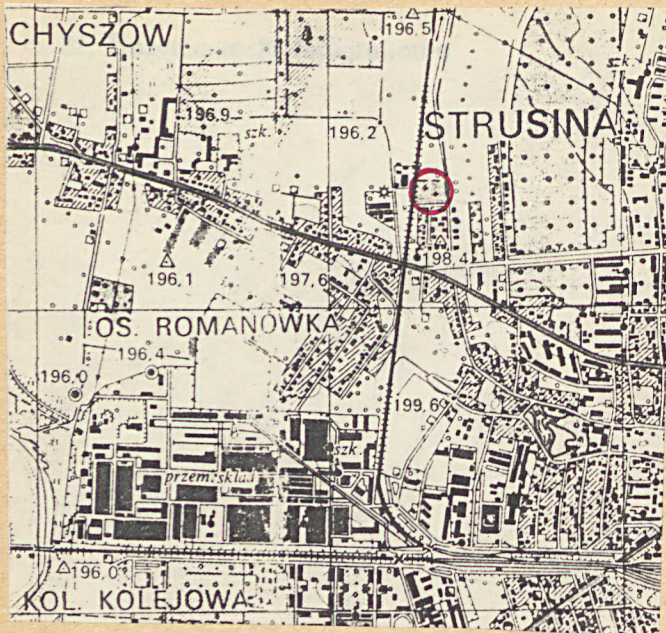 196,5
CHYSZÓW
szk.
196,9
szk.
196,2
STRUSINA
196,1
197,6
198,4
OS. ROMANÓWKA
196,4
196,0
199,6
szk.
przem. skład.
196,0
KOL. KOLEJOWA